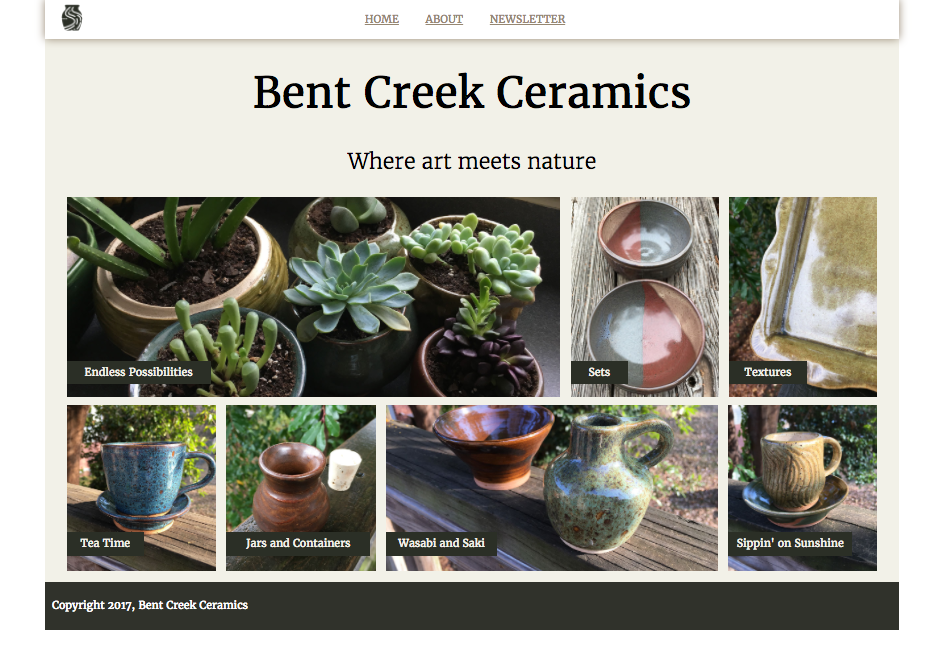 HOME ABOUT NEWSLETTER
Bent Creek Ceramics
Where art meets nature
Endless Possibilities
Sets
Textures
Tea Time
Jars and Containers
Wasabi and Saki
Sippin' on Sunshine
Copyright 2017, Bent Creek Ceramics